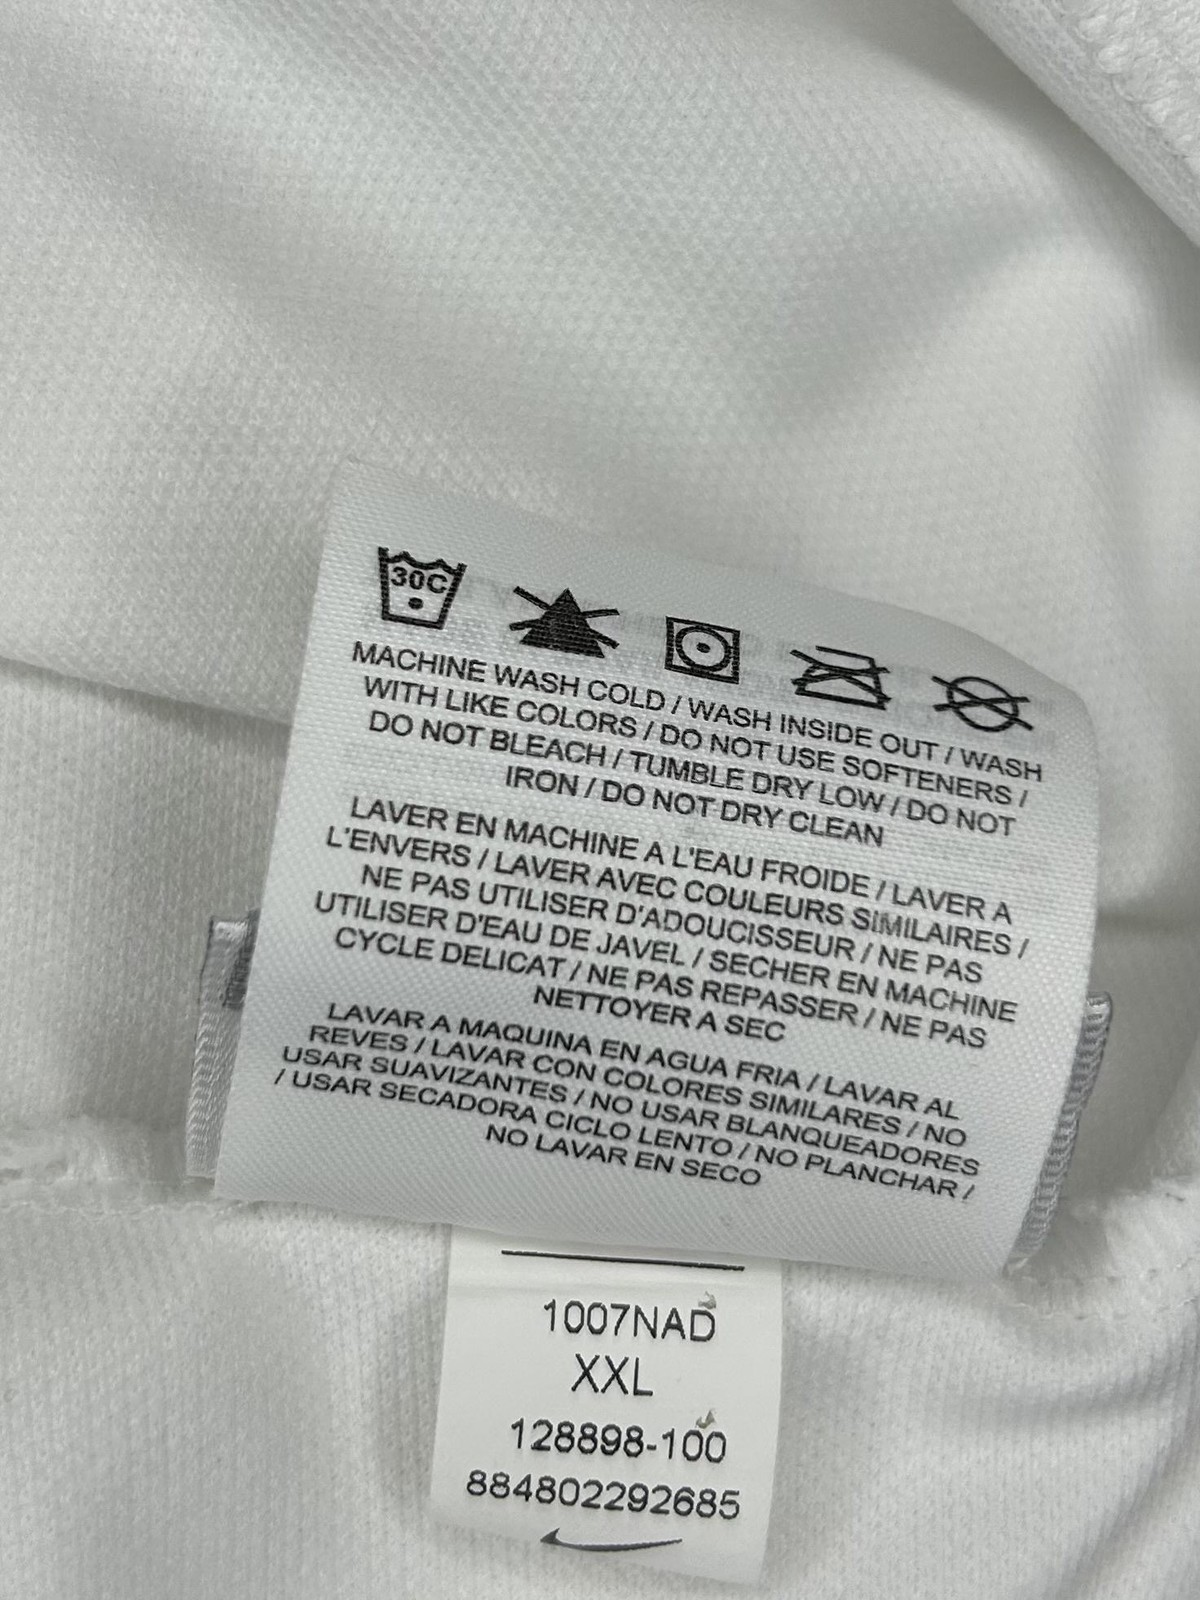 30C
MACHINE WASH COLD / WASH INSIDE OUT / WASH
WITH LIKE COLORS / DO NOT USE SOFTENERS /
DO NOT BLEACH / TUMBLE DRY LOW / DO NOT
IRON / DO NOT DRY CLEAN
LAVER EN MACHINE A L'EAU FROIDE / LAVER A
L'ENVERS / LAVER AVEC COULEURS SIMILAIRES /
NE PAS UTILISER D'ADOUCISSEUR / NE PAS
UTILISER D'EAU DE JAVEL / SECHER EN MACHINE
CYCLE DELICAT / NE PAS REPASSER / NE PAS
NETTOYER A SEC
LAVAR A MAQUINA EN AGUA FRIA / LAVAR AL
REVES / LAVAR CON COLORES SIMILARES / NO
USAR SUAVIZANTES / NO USAR BLANQUEADORES
/ USAR SECADORA CICLO LENTO / NO PLANCHAR /
NO LAVAR EN SECO
1007NAD
XXL
128898-100
884802292685